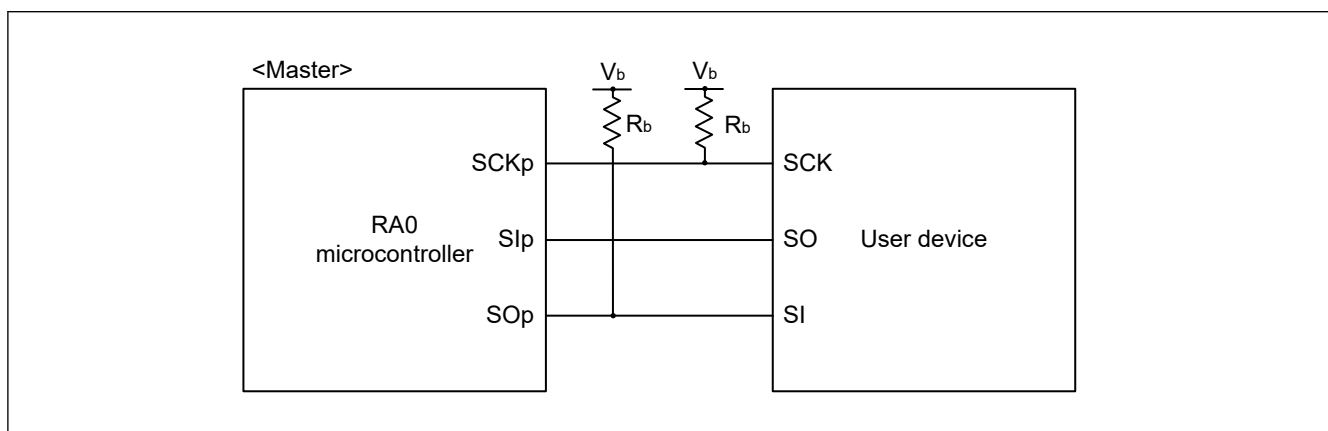 <Master>
Vb
Vb
Rb
Rb
SCKp
SCK
RA0
microcontroller
SIp
SO
User device
SOp
SI